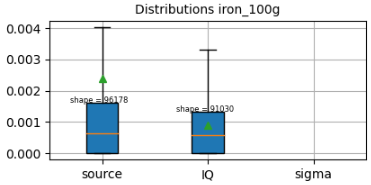 Distributions iron_100g
0.004
0.003
0.002
0.001
0.000
shape = 96178
shape = 91030
source
IQ
sigma